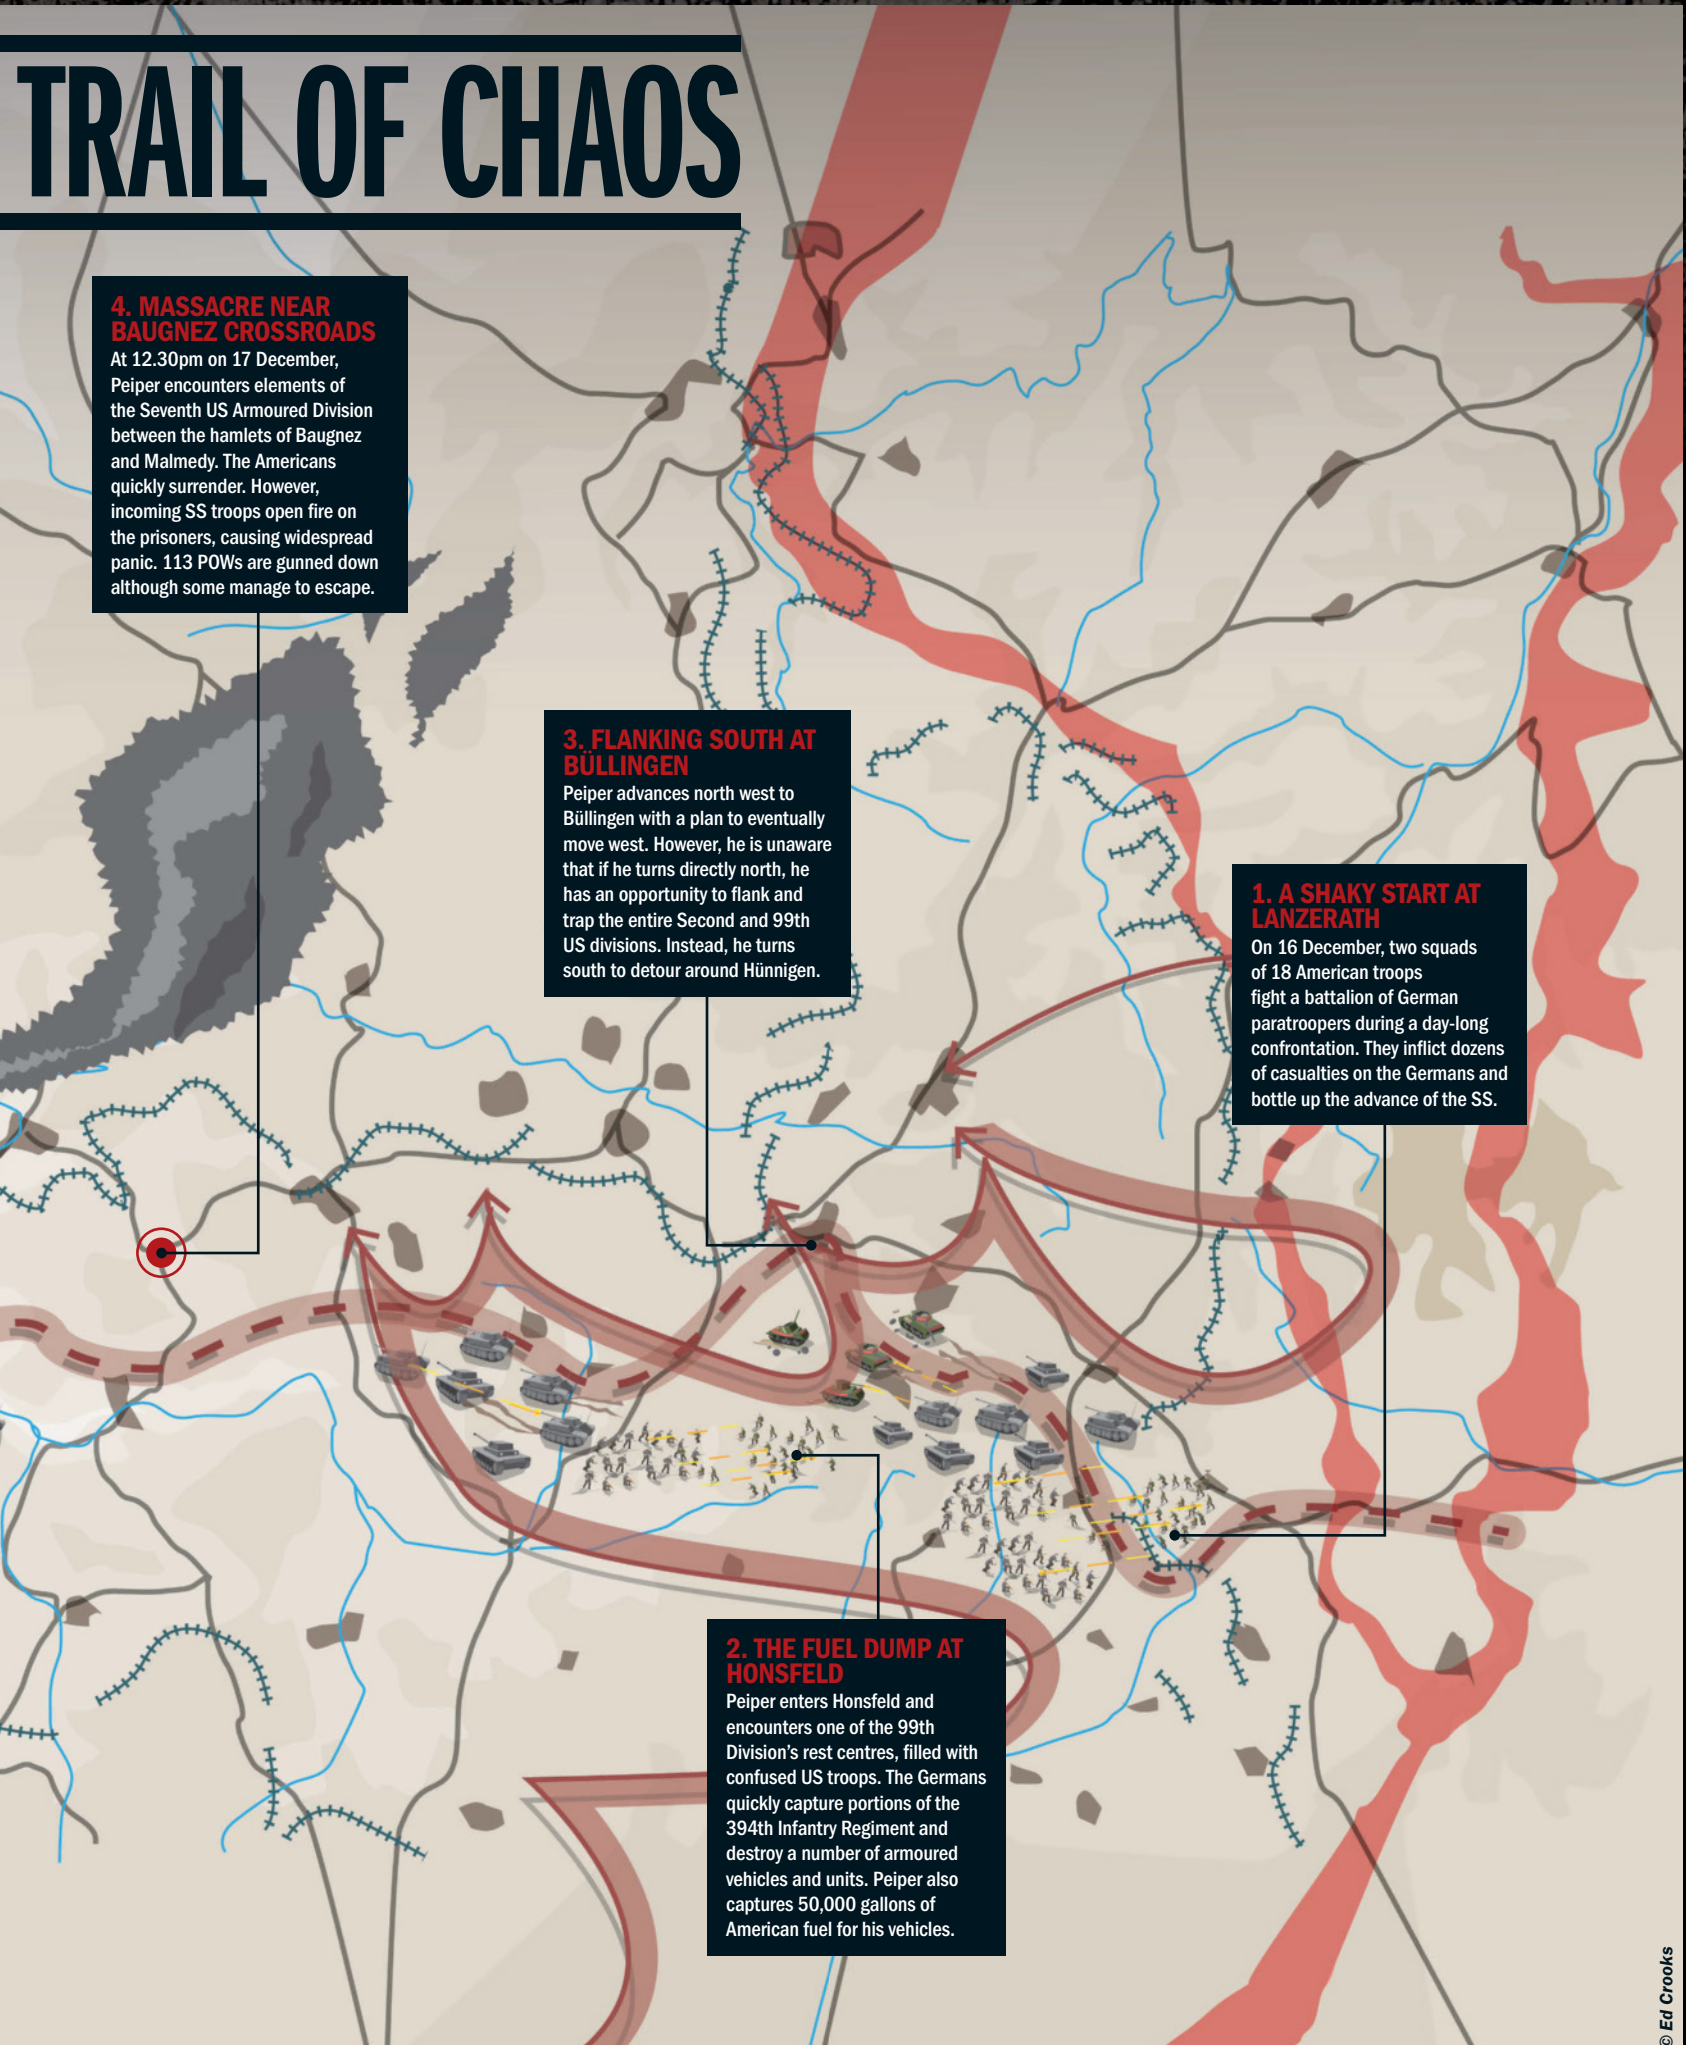 TRAIL OF CHAOS
4. MASSACRE NEAR
BAUGNEZ CROSSROADS
At 12.30pm on 17 December,
Peiper encounters elements of
the Seventh US Armoured Division
between the hamlets of Baugnez
and Malmedy. The Americans
quickly surrender. However,
incoming SS troops open fire on
the prisoners, causing widespread
panic. 113 POWs are gunned down
although some manage to escape.
3. FLANKING SOUTH AT
BÜLLINGEN
Peiper advances north west to
Büllingen with a plan to eventually
move west. However, he is unaware
that if he turns directly north, he
has an opportunity to flank and
trap the entire Second and 99th
US divisions. Instead, he turns
south to detour around Hünnigen.
1. A SHAKY START AT
LANZERATH
On 16 December, two squads
of 18 American troops
fight a battalion of German
paratroopers during a day-long
confrontation. They inflict dozens
of casualties on the Germans and
bottle up the advance of the SS.
2. THE FUEL DUMP AT
HONSFELD
Peiper enters Honsfeld and
encounters one of the 99th
Division's rest centres, filled with
confused US troops. The Germans
quickly capture portions of the
394th Infantry Regiment and
destroy a number of armoured
vehicles and units. Peiper also
captures 50,000 gallons of
American fuel for his vehicles.
© Ed Crooks